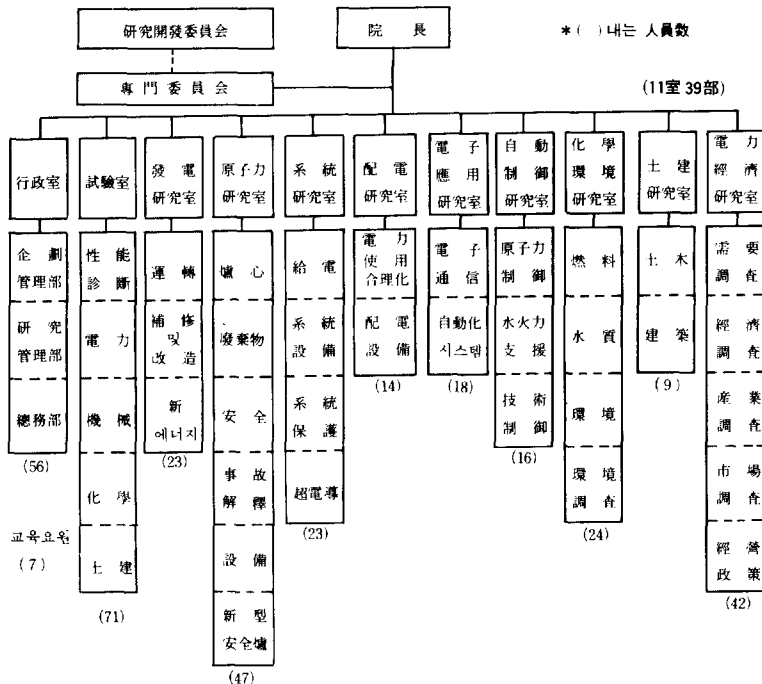 研究開發委員会
院長
*( )내는 人員数
專門委員会
(11室 39部)
行政室
企劃
管理部
研究
管理部
總務部
(56)
교육요원
(7)
試驗室
性能
診斷
電力
機械
化學
土建
(71)
發電
研究室
運轉
補修
및
改造
新
에너지
(23)
原子力
研究室
爐心
廢棄物
安全
事故
解釋
設備
新型
安全爐
(47)
系統
研究室
給電
系統
設備
系統
保護
超電導
(23)
配電
研究室
電力
使用
合理化
配電
設備
(14)
電子
應用
研究室
電子
通信
自動化
시스템
(18)
自動
制御
研究室
原子力
制御
水火力
支援
技術
制御
(16)
化學
環境
研究室
燃料
水質
環境
環境
調査
(24)
土建
研究室
土木
建築
(9)
電力
經濟
研究室
需要
調査
經濟
調査
産業
調査
市場
調査
經營
政策
(42)